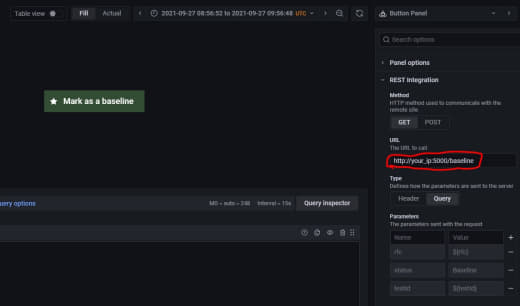 Table view
Fill
Actual
2021-09-27 08:56:52 to 2021-09-27 09:56:48 UTC
Button Panel
Search options
Panel options
REST Integration
Method
HTTP method used to communicate with the
remote site
GET
POST
URL
The URL to call
http://your_ip:5000/baseline
Type
Defines how the parameters are sent to the server
Header
Query
Parameters
The parameters sent with the request
Name
Value
rfc
${rfc}
status
Baseline
testId
${testId}
Mark as a baseline
uery options
MD = auto = 248
Interval = 15s
Query inspector